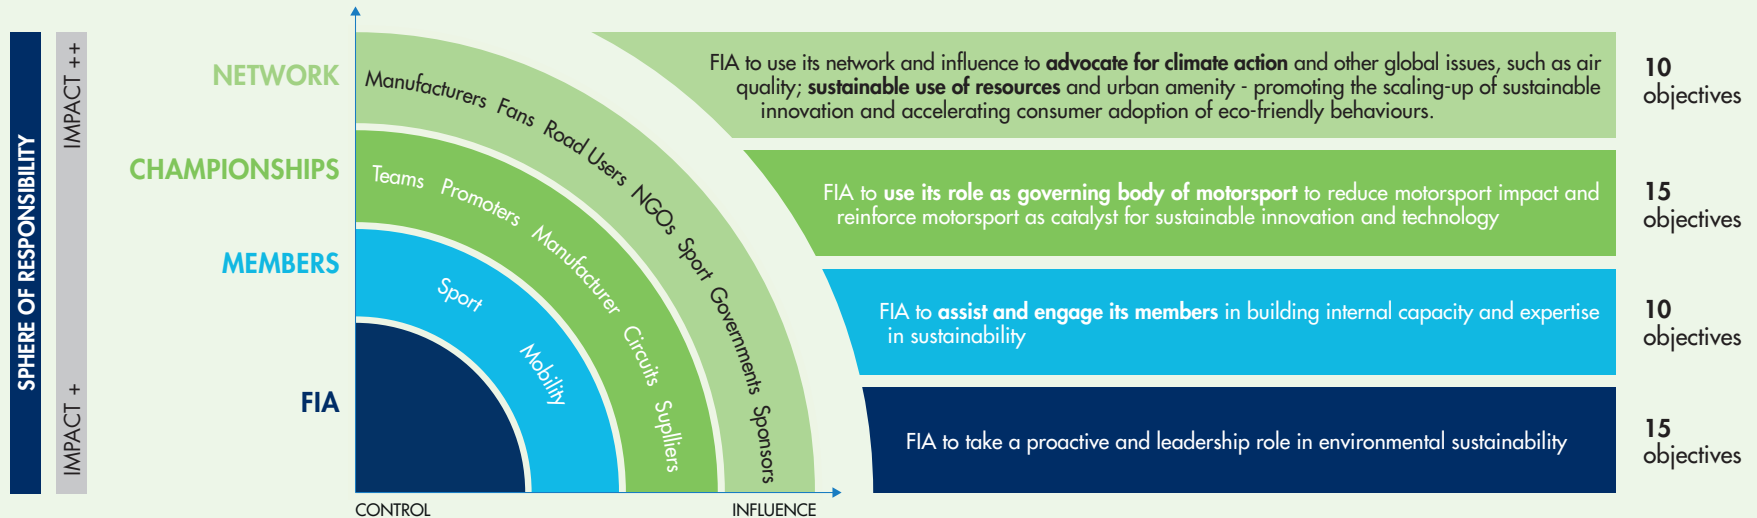 SPHERE OF RESPONSIBILITY
IMPACT ++
IMPACT +
NETWORK
CHAMPIONSHIPS
MEMBERS
FIA
Manufacturers Fans Road Users NGOs Sport Governments Sponsors
Teams Promoters Manufacturer Circuits Suplliers
Sport Mobility
CONTROL
INFLUENCE
FIA to use its network and influence to advocate for climate action and other global issues, such as air
quality; sustainable use of resources and urban amenity - promoting the scaling-up of sustainable
innovation and accelerating consumer adoption of eco-friendly behaviours.
10
objectives
FIA to use its role as governing body of motorsport to reduce motorsport impact and
reinforce motorsport as catalyst for sustainable innovation and technology
15
objectives
FIA to assist and engage its members in building internal capacity and expertise
in sustainability
10
objectives
FIA to take a proactive and leadership role in environmental sustainability
15
objectives